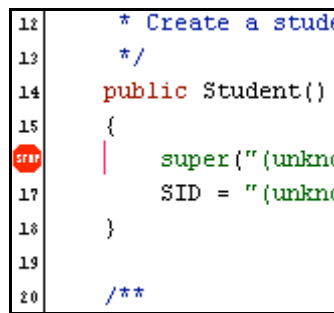 12 * Create a stude
13 */
14 public Student()
15 {
STOP super("(unkno
17 SID = "(unkno
18 }
19
20 /**